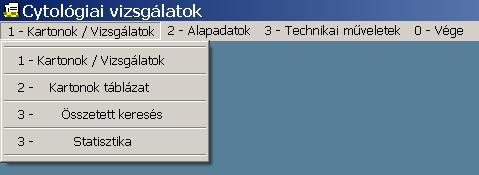 Cytológiai vizsgálatok
1 - Kartonok / Vizsgálatok 2 - Alapadatok 3 - Technikai műveletek 0 - Vége
1 - Kartonok / Vizsgálatok
2 - Kartonok táblázat
3 - Összetett keresés
3 - Statisztika